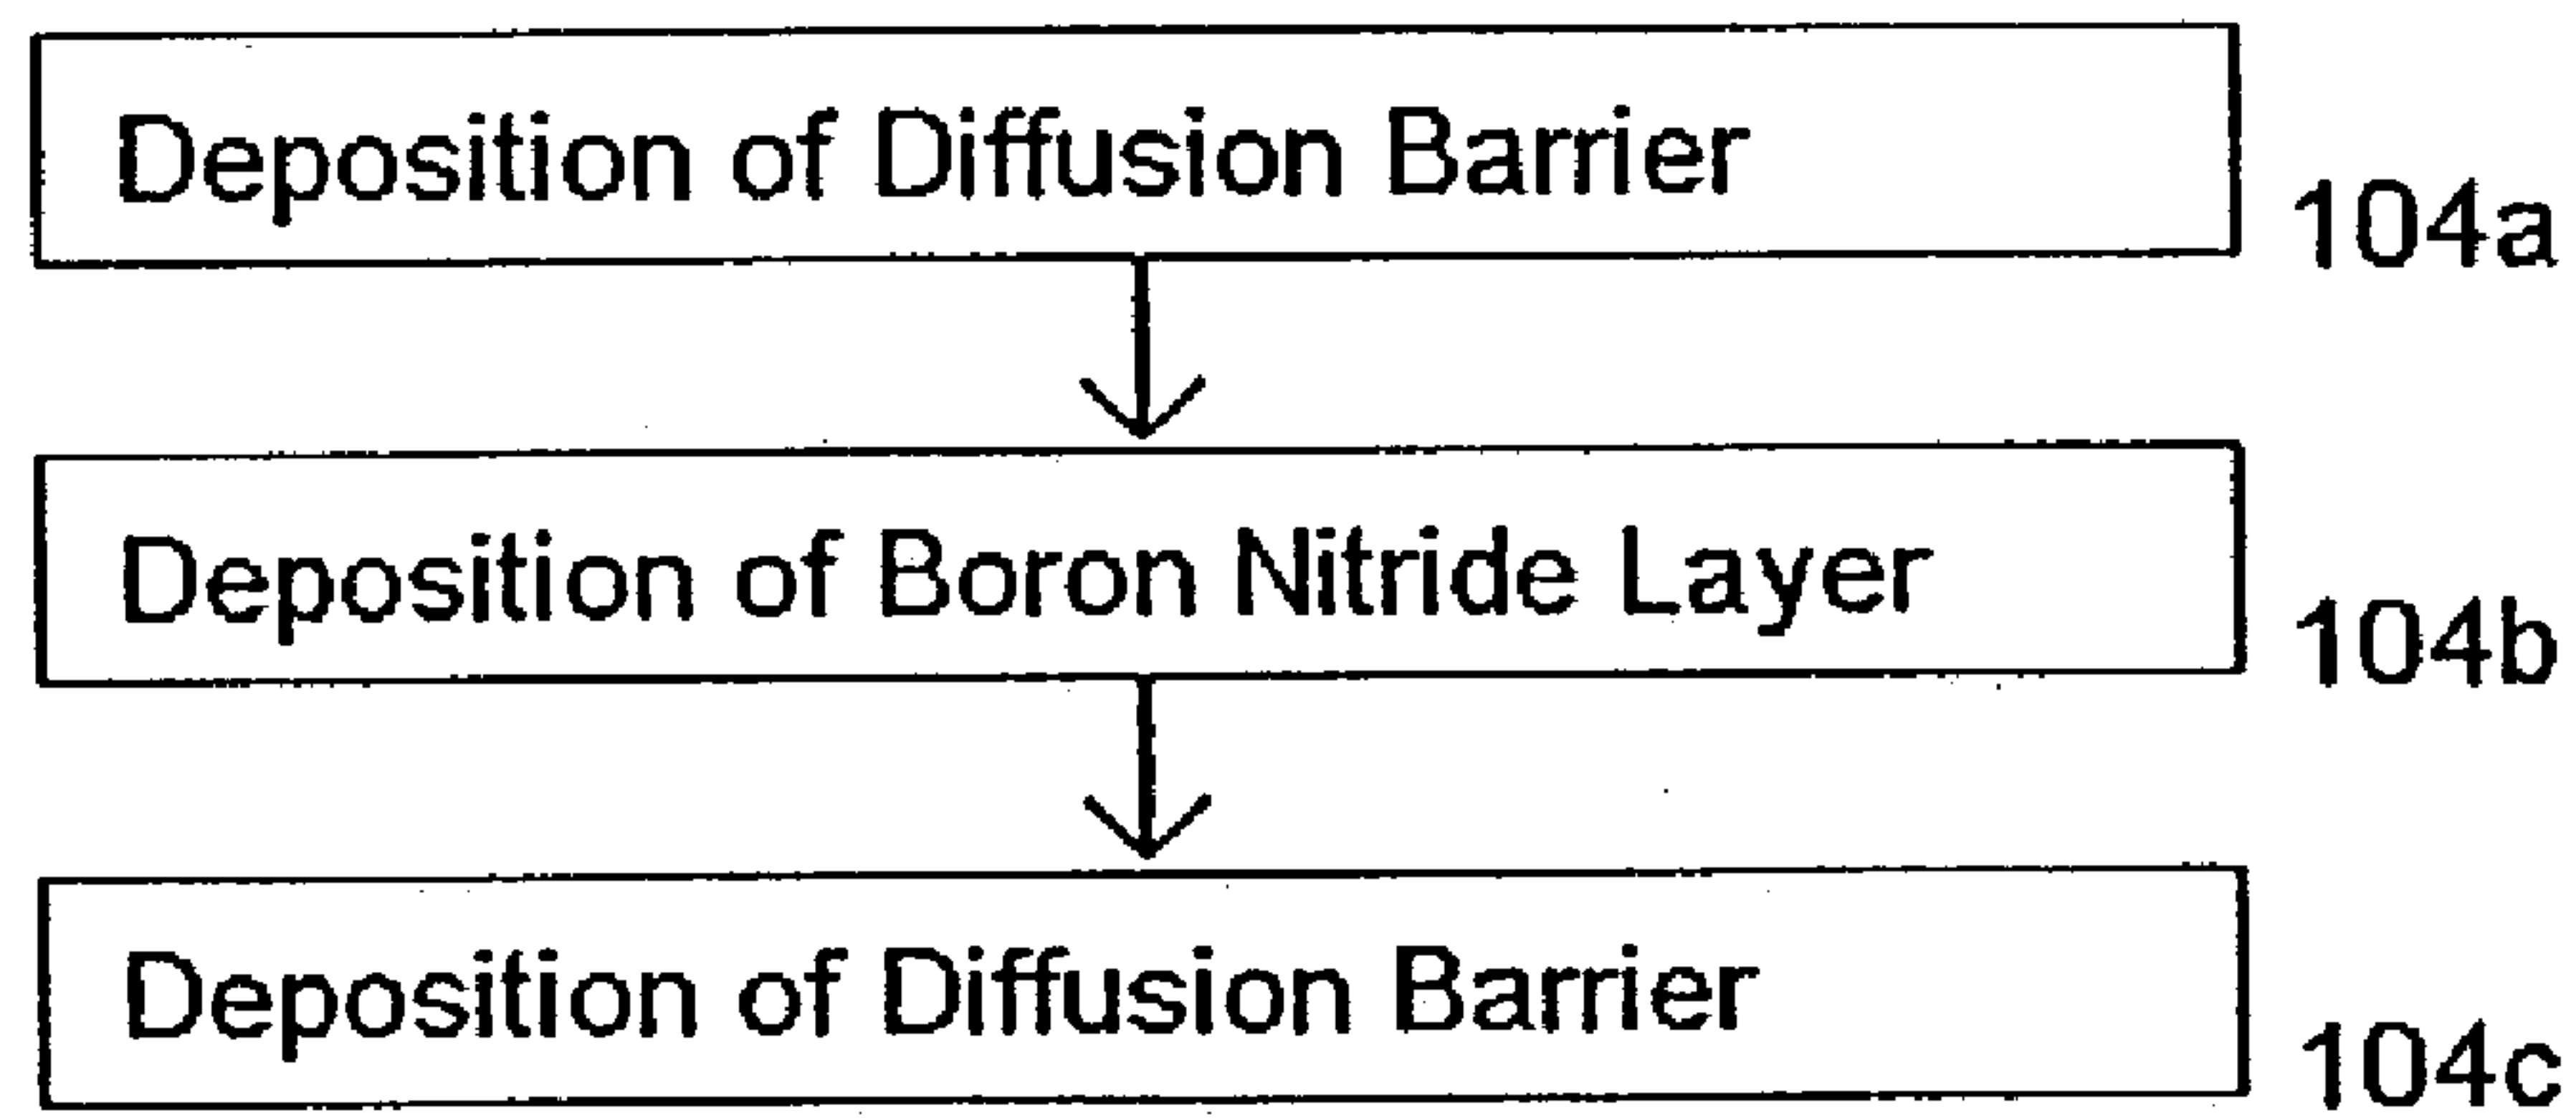 Deposition of Diffusion Barrier
104a
Deposition of Boron Nitride Layer
104b
Deposition of Diffusion Barrier
104c